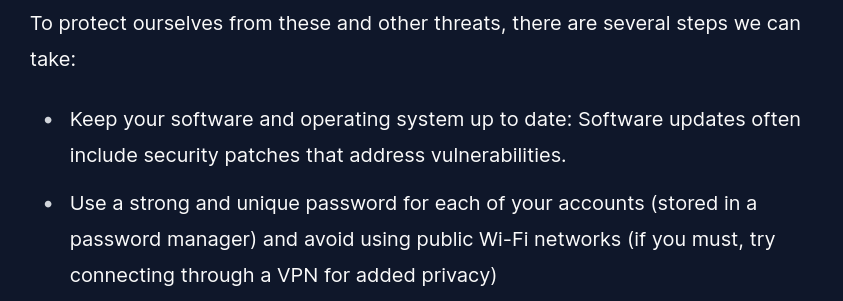 To protect ourselves from these and other threats, there are several steps we can
take:
• Keep your software and operating system up to date: Software updates often
include security patches that address vulnerabilities.
• Use a strong and unique password for each of your accounts (stored in a
password manager) and avoid using public Wi-Fi networks (if you must, try
connecting through a VPN for added privacy)